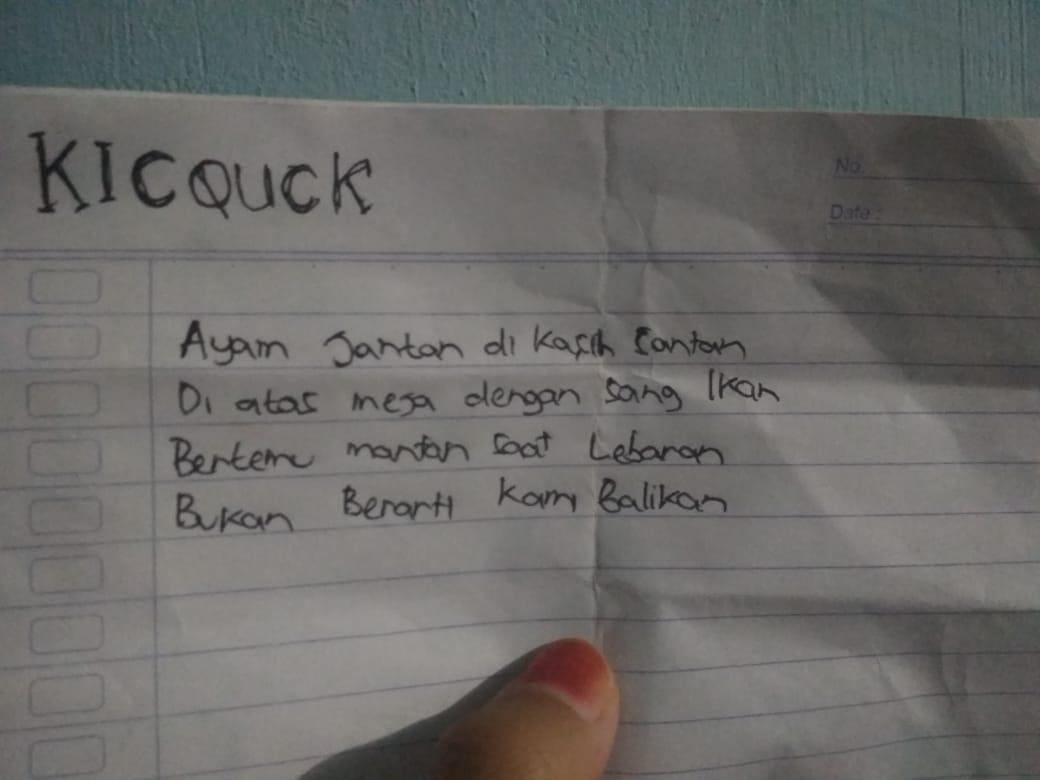 KICQUCK
No.
Date :
Ayam Jantan di kasih Santan
Di atas mesa dengan sang Ikan
Bertemu mantan saat Lebaran
Bukan Berarti kami Balikan